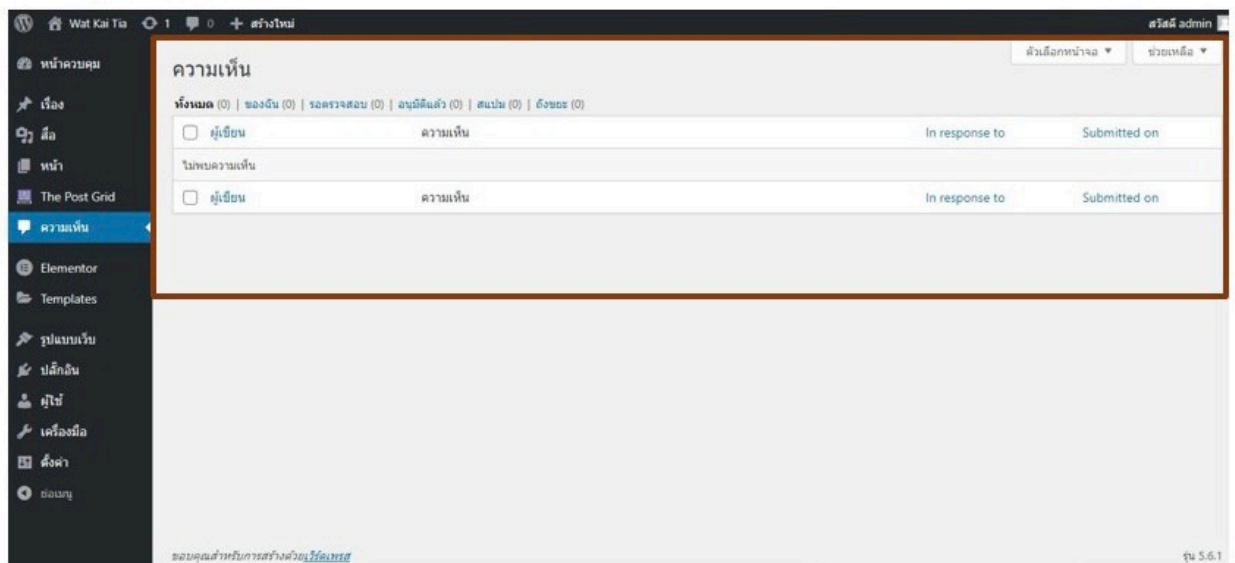 Wat Kai Tia 1 0 + สร้างใหม่ สวัสดี admin
ตัวเลือกหน้าจอ ▼ ช่วยเหลือ ▼
หน้าควบคุม
เรื่อง
สื่อ
หน้า
The Post Grid
ความเห็น
Elementor
Templates
รูปแบบเว็บ
ปลั๊กอิน
ผู้ใช้
เครื่องมือ
ตั้งค่า
ย่อเมนู
ความเห็น
ทั้งหมด (0) | ของฉัน (0) | รอตรวจสอบ (0) | อนุมัติแล้ว (0) | สแปม (0) | ถังขยะ (0)
ผู้เขียน ความเห็น In response to Submitted on
ไม่พบความเห็น
ผู้เขียน ความเห็น In response to Submitted on
ขอบคุณสำหรับการสร้างด้วยเวิร์ดเพรส รุ่น 5.6.1